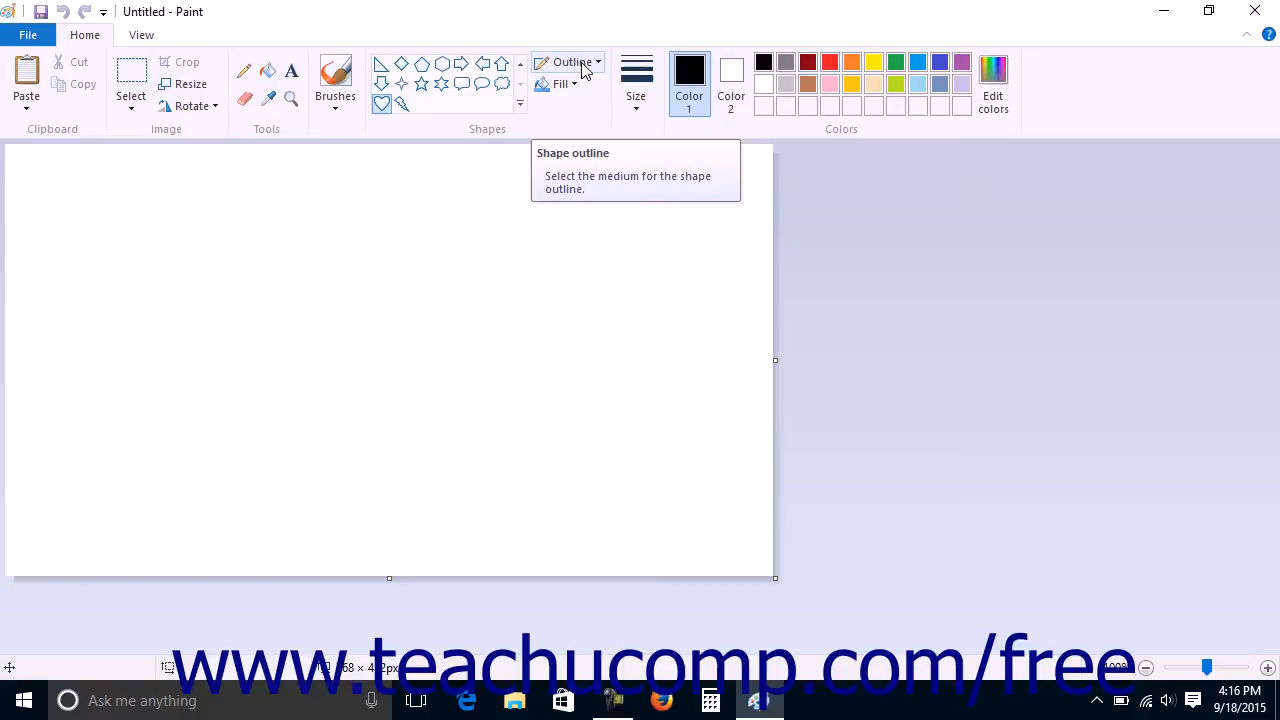 Untitled - Paint
File Home View
Paste
Cut
Copy
Clipboard
Select
Crop
Resize
Rotate
Image
Tools
Brushes
Outline
Fill
Shapes
Size
Color 1
Color 2
Edit colors
Colors
Shape outline
Select the medium for the shape
outline.
www.teachucomp.com/free
Ask me anything
4:16 PM
9/18/2015